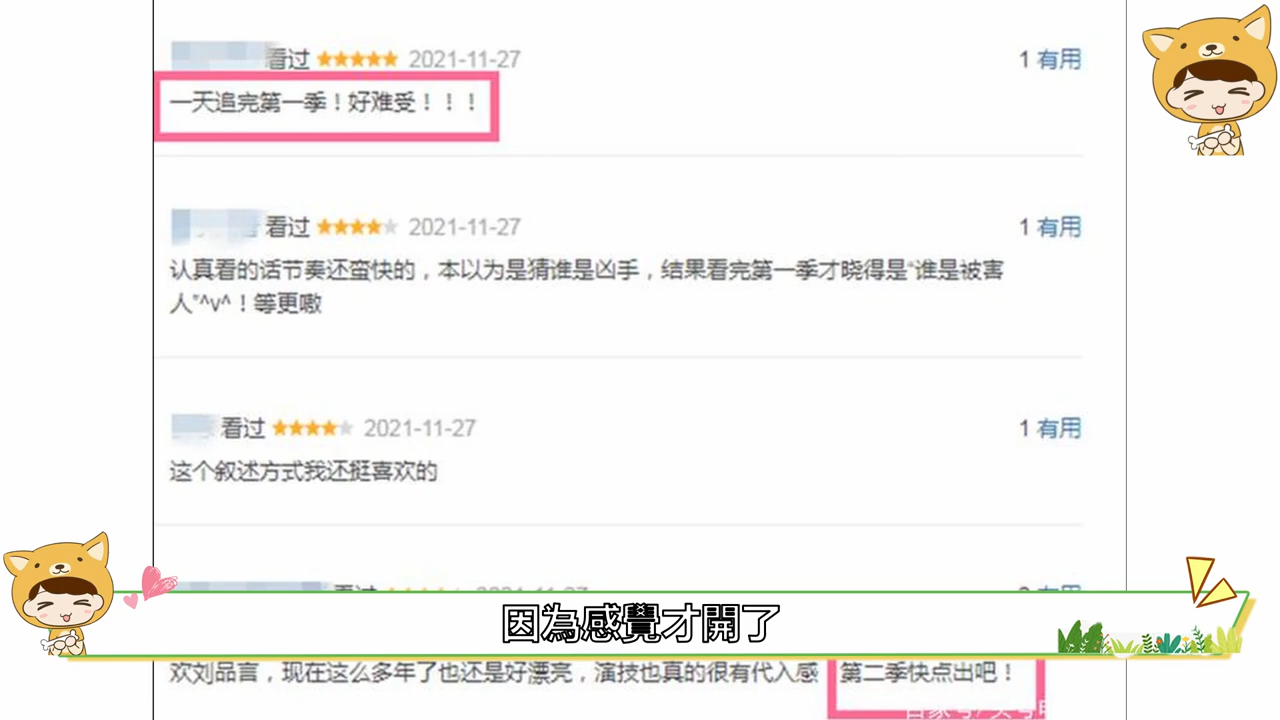 看过 2021-11-27 1 有用
一天追完第一季！好难受！！！
看过 2021-11-27 1 有用
认真看的话节奏还蛮快的，本以为是猜谁是凶手，结果看完第一季才晓得是“谁是被害
人”^v^！等更嗷
看过 2021-11-27 1 有用
这个叙述方式我还挺喜欢的
因為感覺才開了
欢刘品言，现在这么多年了也还是好漂亮，演技也真的很有代入感 第二季快点出吧！